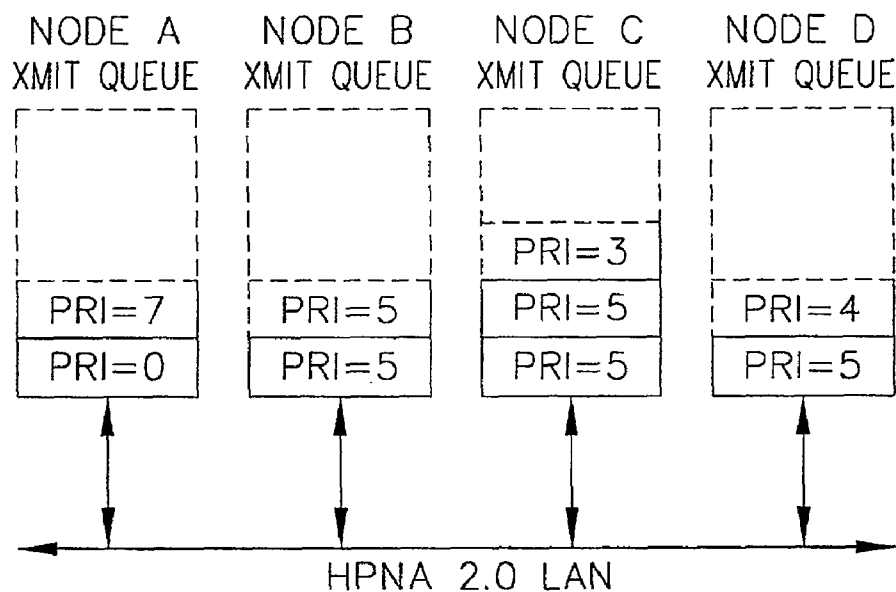 NODE A NODE B NODE C NODE D
XMIT QUEUE XMIT QUEUE XMIT QUEUE XMIT QUEUE
PRI=3
PRI=7 PRI=5 PRI=5 PRI=4
PRI=0 PRI=5 PRI=5 PRI=5
HPNA 2.0 LAN